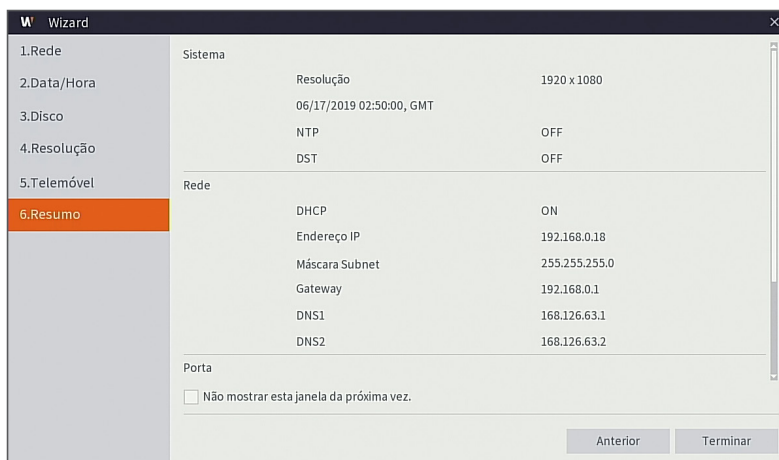 W Wizard
1.Rede
2.Data/Hora
3.Disco
4.Resolução
5.Telemóvel
6.Resumo
Sistema
Resolução 1920 x 1080
06/17/2019 02:50:00, GMT
NTP OFF
DST OFF
Rede
DHCP ON
Endereço IP 192.168.0.18
Máscara Subnet 255.255.255.0
Gateway 192.168.0.1
DNS1 168.126.63.1
DNS2 168.126.63.2
Porta
Não mostrar esta janela da próxima vez.
Anterior Terminar